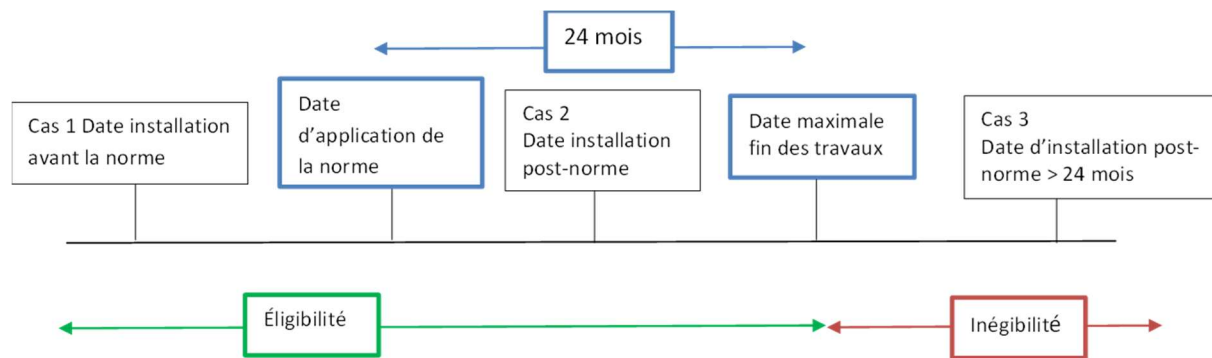 24 mois
Cas 1 Date installation
avant la norme
Date
d’application de
la norme
Cas 2
Date installation
post-norme
Date maximale
fin des travaux
Cas 3
Date d’installation post-
norme > 24 mois
Éligibilité
Inégibilité